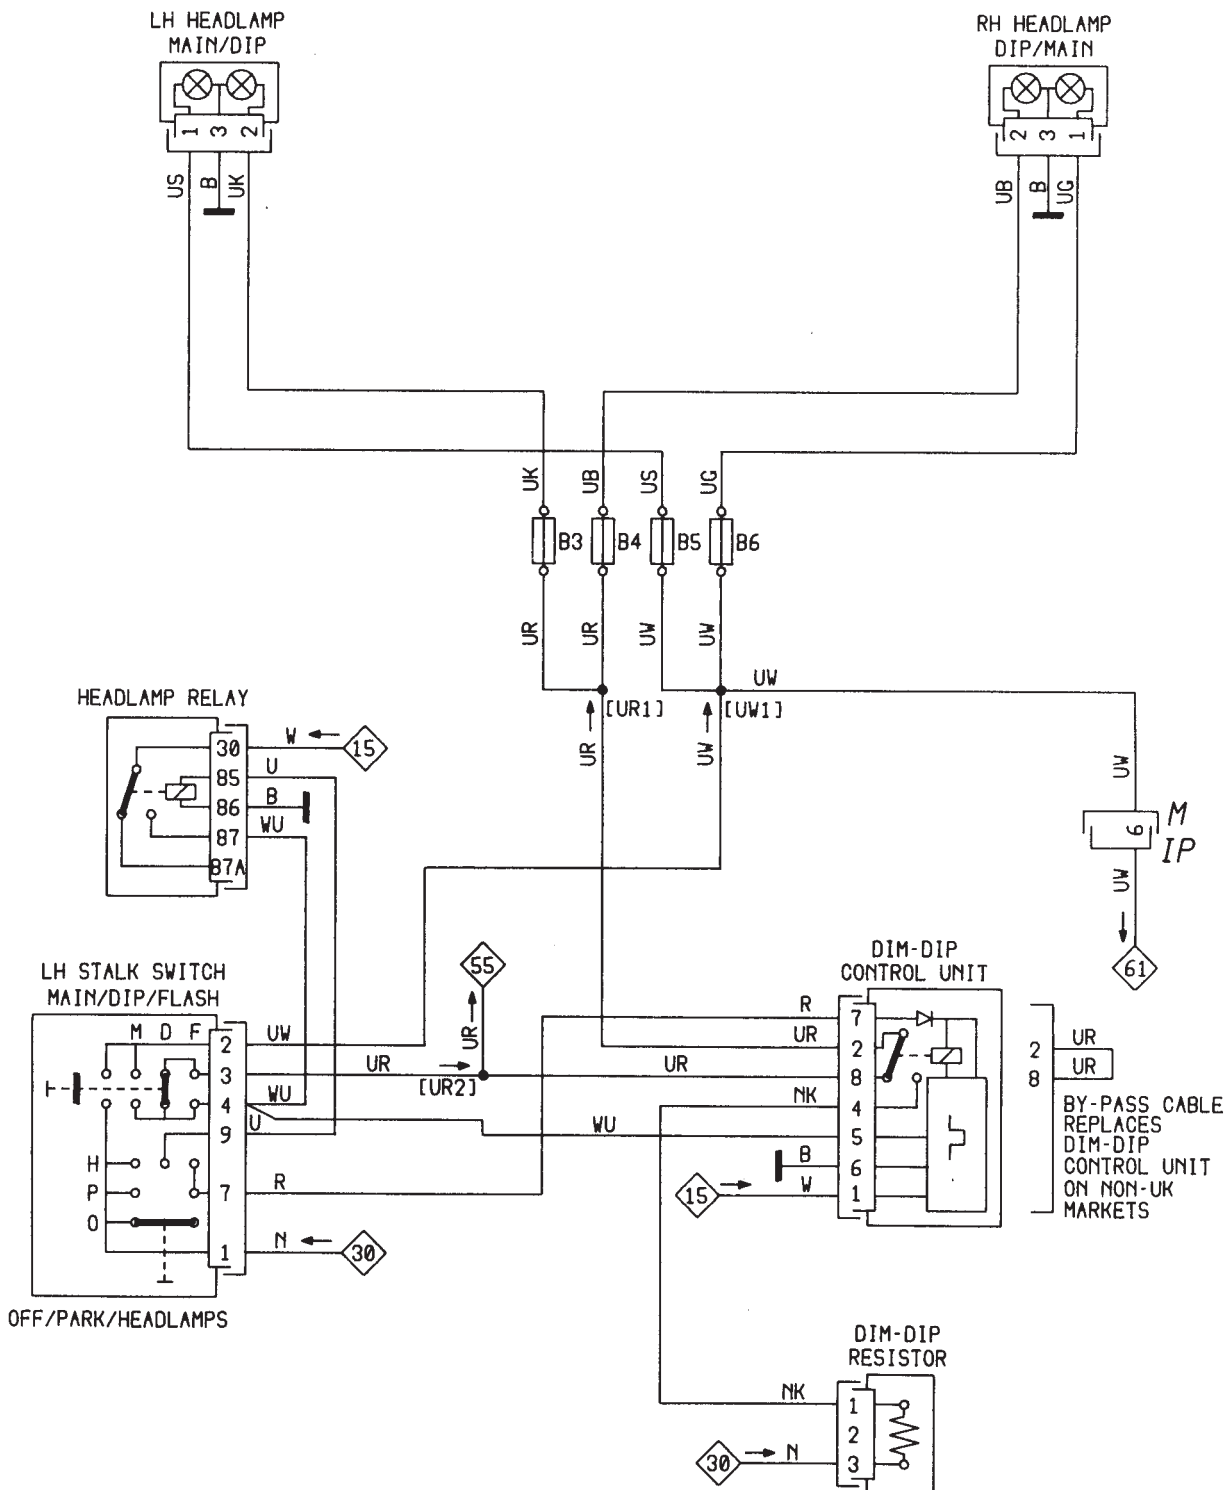 LH HEADLAMP
MAIN/DIP
RH HEADLAMP
DIP/MAIN
1 3 2
2 3 1
US B UK
UB B UG
UK UB US UG
B3 B4 B5 B6
UR UR UW UW
UW
[UR1] [UW1]
UR UW
HEADLAMP RELAY
30 W 15
85 U
86 B
87 WU
87A
UW
6 M
IP
UW
61
LH STALK SWITCH
MAIN/DIP/FLASH
M D F
2 UW
3 UR
4 WU
U
9
H
P
7 R
O
1 N 30
OFF/PARK/HEADLAMPS
55
UR
[UR2]
UR
WU
DIM-DIP
CONTROL UNIT
R 7
UR 2
8
NK 4
5
B 6
15 W 1
2 UR
8 UR
BY-PASS CABLE
REPLACES
DIM-DIP
CONTROL UNIT
ON NON-UK
MARKETS
DIM-DIP
RESISTOR
NK 1
2
30 N 3